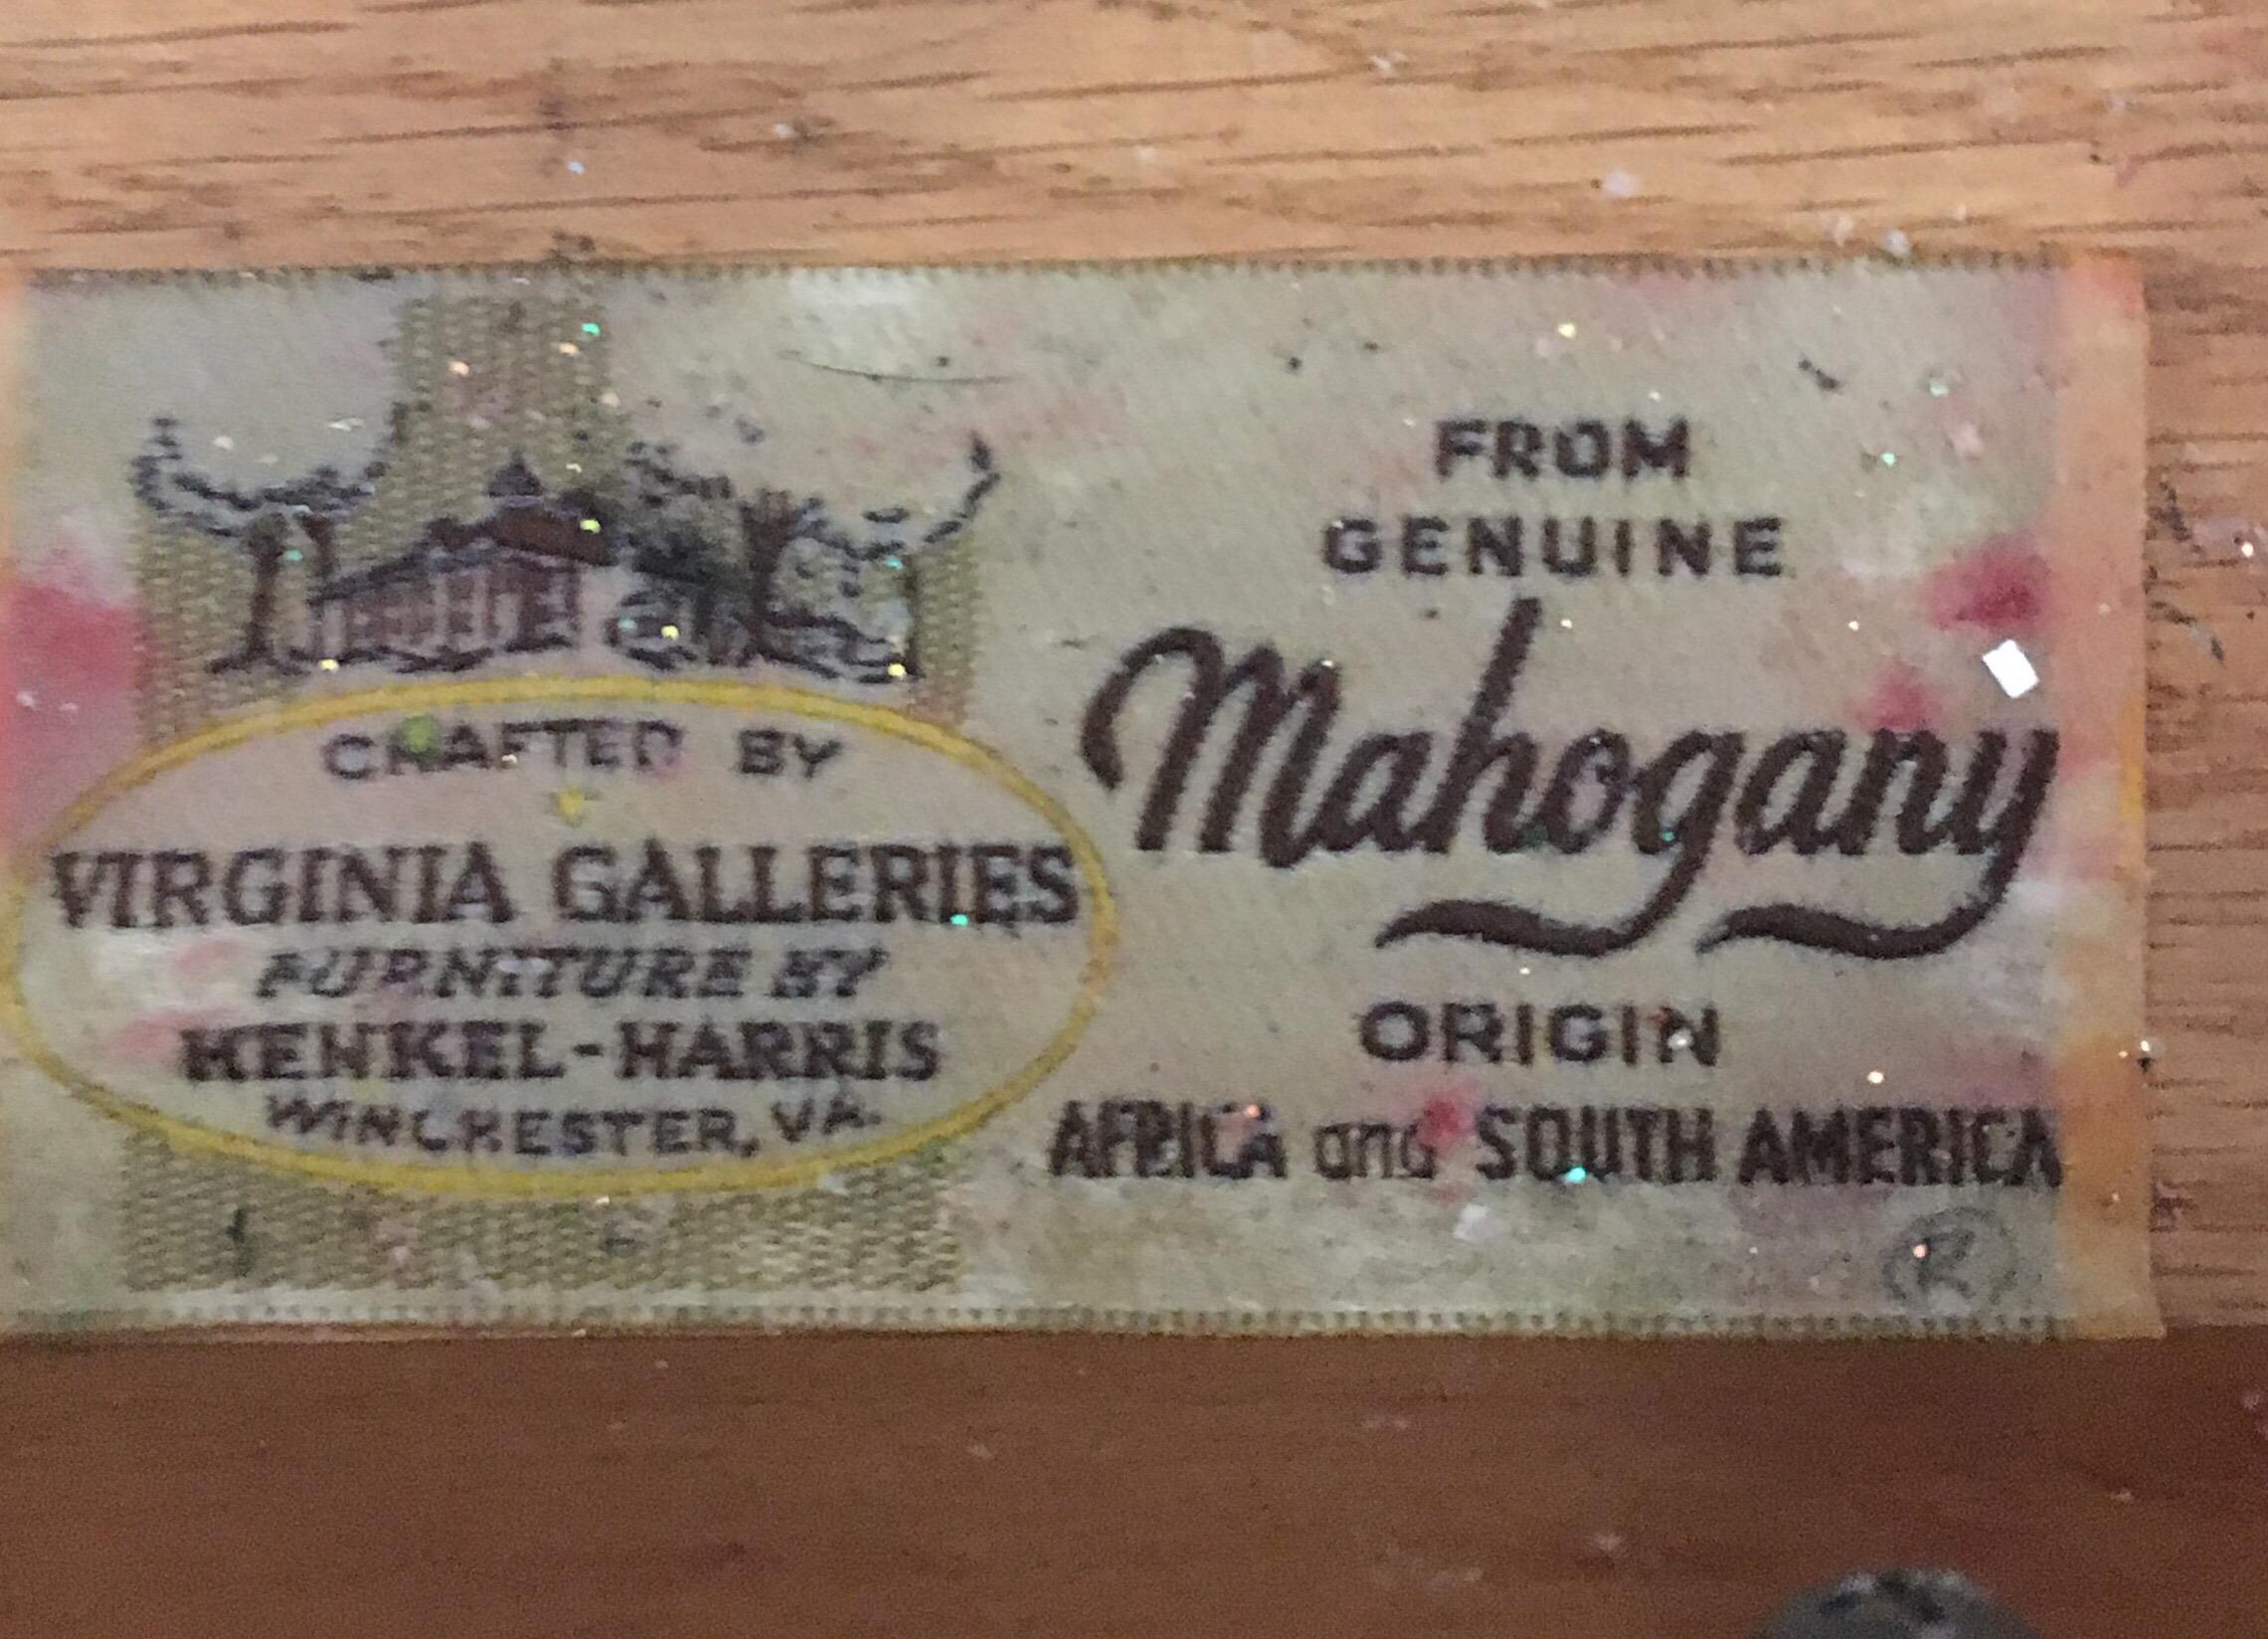 CRAFTED BY
VIRGINIA GALLERIES
FURNITURE BY
HENKEL-HARRIS
WINCHESTER, VA.
FROM
GENUINE
Mahogany
ORIGIN
AFRICA and SOUTH AMERICA
®